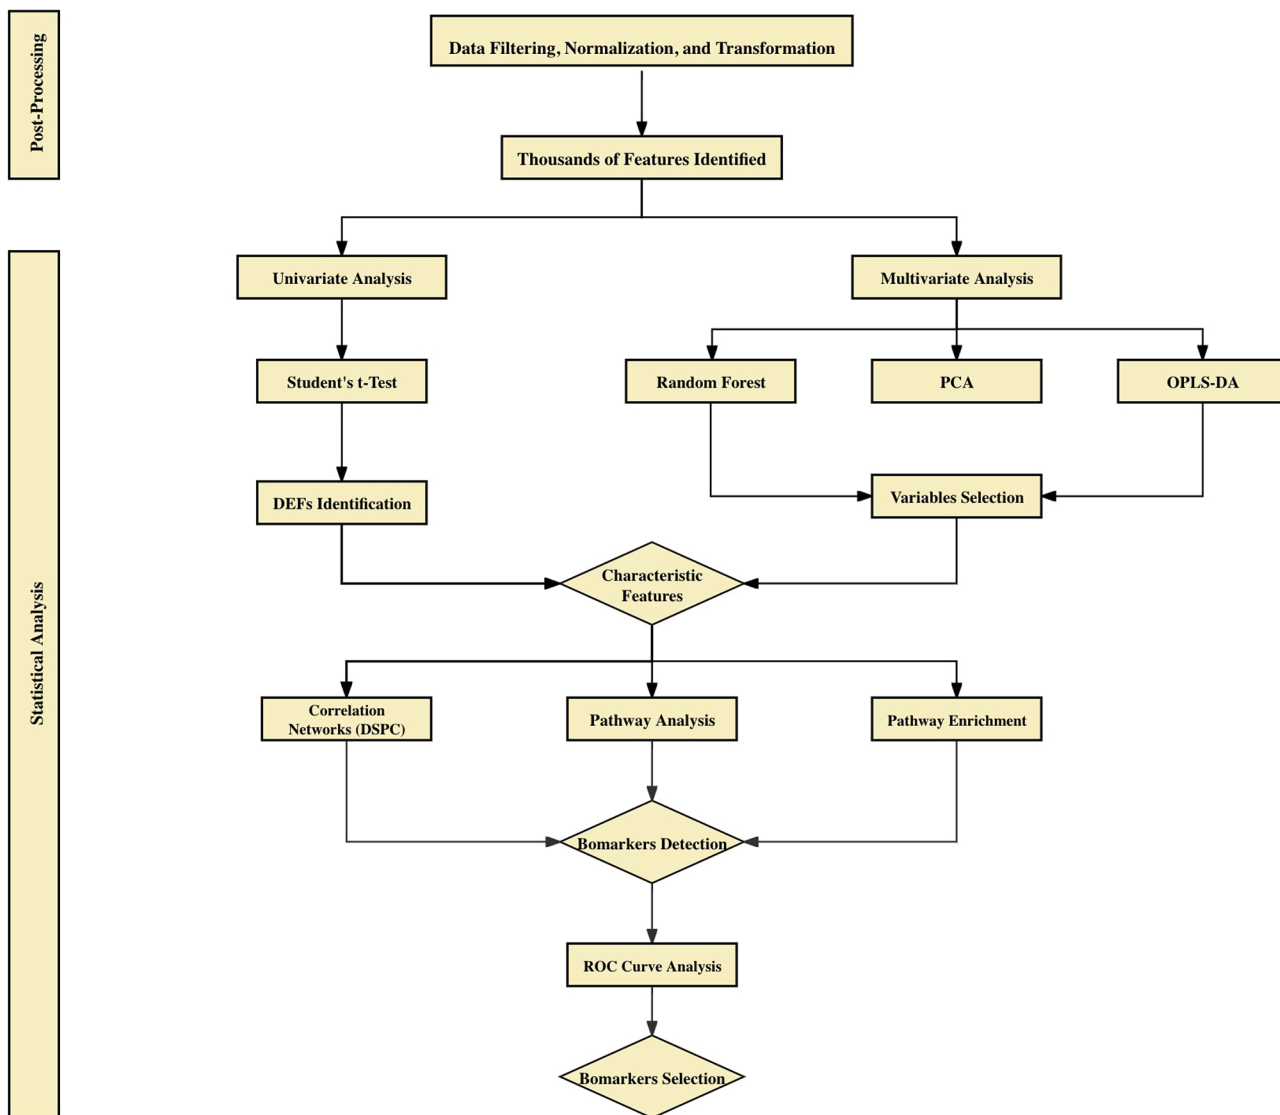 Post-Processing
Data Filtering, Normalization, and Transformation
Thousands of Features Identified
Statistical Analysis
Univariate Analysis
Multivariate Analysis
Student's t-Test
Random Forest
PCA
OPLS-DA
DEFs Identification
Variables Selection
Characteristic
Features
Correlation
Networks (DSPC)
Pathway Analysis
Pathway Enrichment
Bomarkers Detection
ROC Curve Analysis
Bomarkers Selection